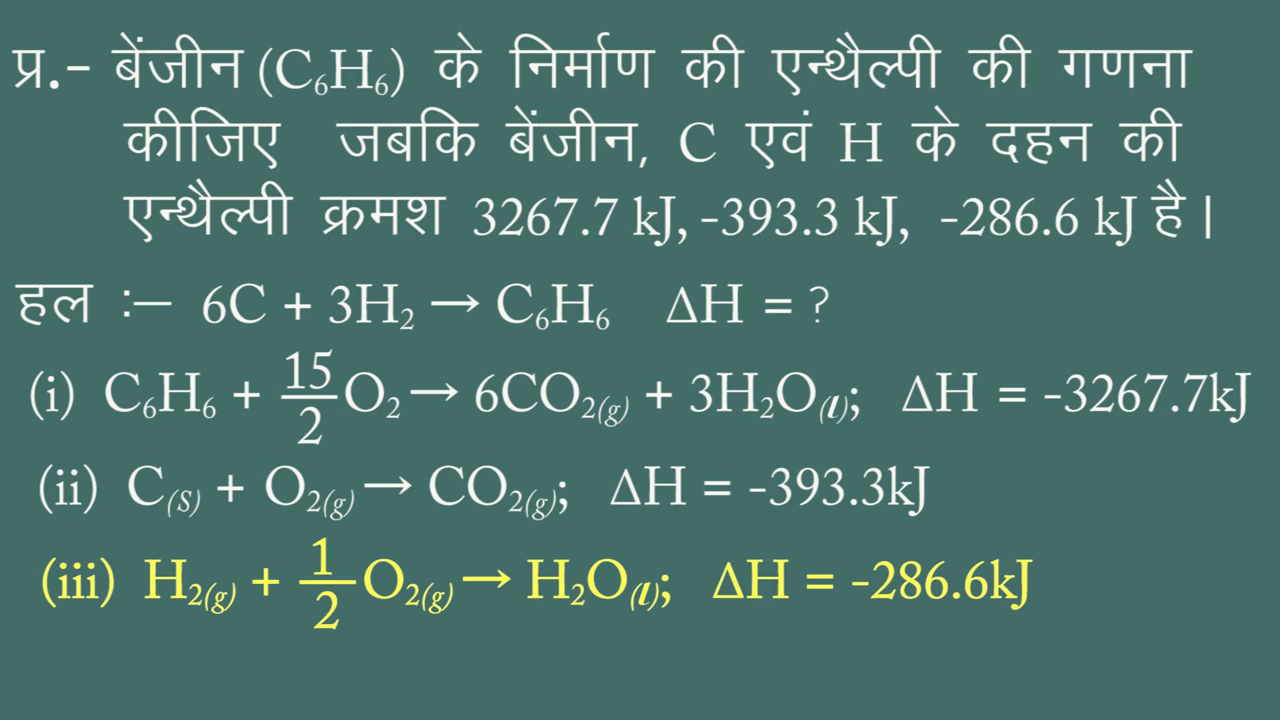 प्र.– बेंजीन (C₆H₆) के निर्माण की एन्थैल्पी की गणना
कीजिए जबकि बेंजीन, C एवं H के दहन की
एन्थैल्पी क्रमश 3267.7 kJ, -393.3 kJ, -286.6 kJ है |
हल :– 6C + 3H₂ → C₆H₆ ΔH = ?
(i) C₆H₆ + 15/2 O₂ → 6CO₂(g) + 3H₂O(l); ΔH = -3267.7kJ
(ii) C(S) + O₂(g) → CO₂(g); ΔH = -393.3kJ
(iii) H₂(g) + 1/2 O₂(g) → H₂O(l); ΔH = -286.6kJ